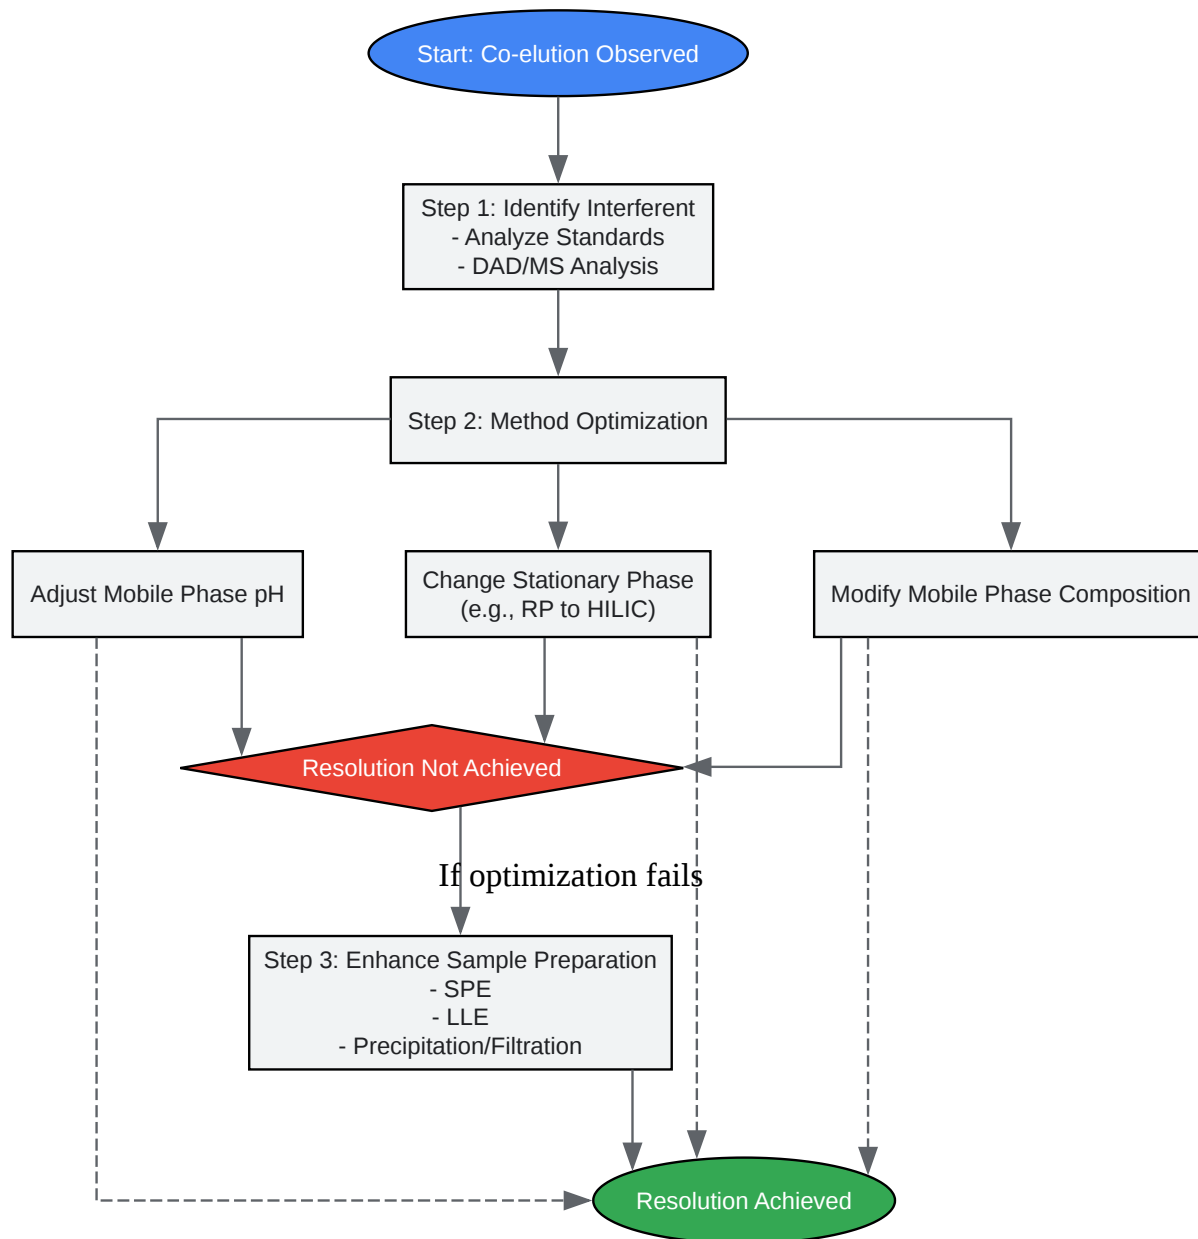 Start: Co-elution Observed
Step 1: Identify Interferent
- Analyze Standards
- DAD/MS Analysis
Step 2: Method Optimization
Adjust Mobile Phase pH
Change Stationary Phase
(e.g., RP to HILIC)
Modify Mobile Phase Composition
Resolution Not Achieved
If optimization fails
Step 3: Enhance Sample Preparation
- SPE
- LLE
- Precipitation/Filtration
Resolution Achieved